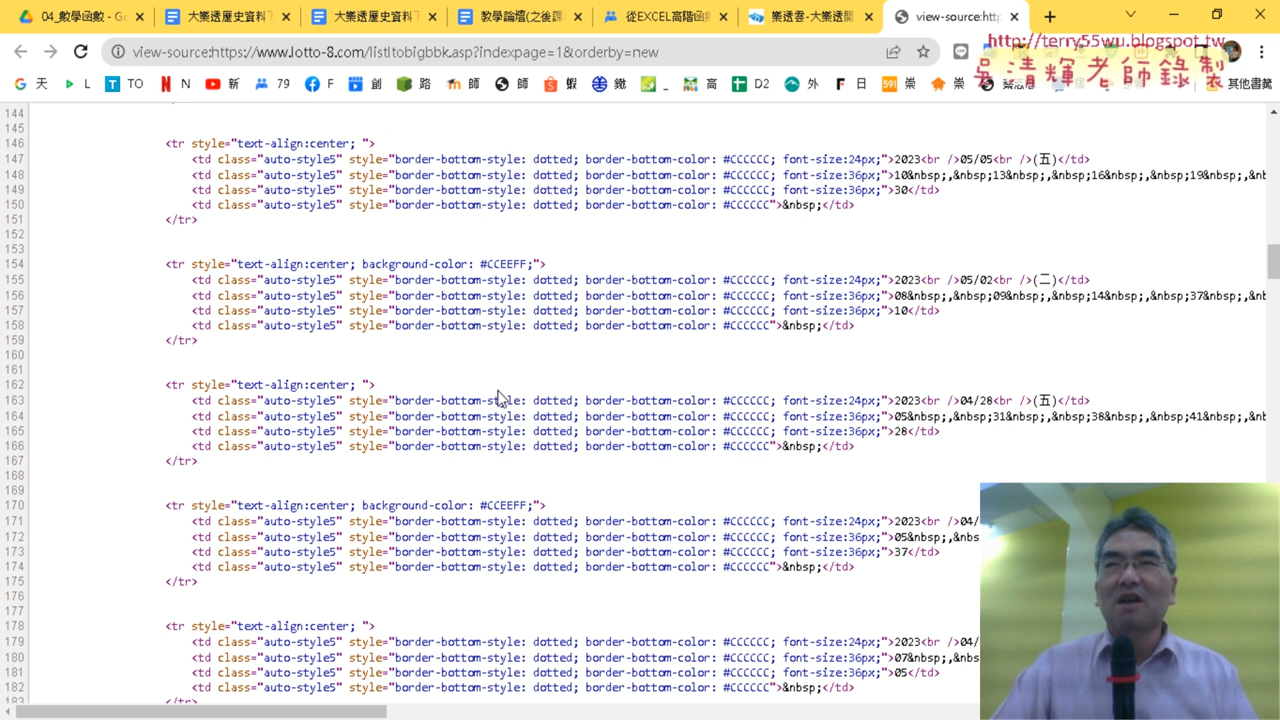 04_數學函數 - G
大樂透歷史資料下
大樂透歷史資料下
教學論壇(之後課
從EXCEL高階函
樂透雲-大樂透開
view-source:http
view-source:https://www.lotto-8.com/listltobigbbk.asp?indexpage=1&orderby=new
http://terry55wu.blogspot.tw
吳清輝老師錄製
天 L TO N 新 79 F 創 路 師 師 蝦 鐵 _ 高 D2 外 日 崇 崇 其他書籤
144
145
146 <tr style="text-align:center; ">
147 <td class="auto-style5" style="border-bottom-style: dotted; border-bottom-color: #CCCCCC; font-size:24px;">2023<br />05/05<br />(五)</td>
148 <td class="auto-style5" style="border-bottom-style: dotted; border-bottom-color: #CCCCCC; font-size:36px;">10&nbsp;,&nbsp;13&nbsp;,&nbsp;16&nbsp;,&nbsp;19&nbsp;,&nb
149 <td class="auto-style5" style="border-bottom-style: dotted; border-bottom-color: #CCCCCC; font-size:36px;">30</td>
150 <td class="auto-style5" style="border-bottom-style: dotted; border-bottom-color: #CCCCCC">&nbsp;</td>
151 </tr>
152
153
154 <tr style="text-align:center; background-color: #CCEEFF;">
155 <td class="auto-style5" style="border-bottom-style: dotted; border-bottom-color: #CCCCCC; font-size:24px;">2023<br />05/02<br />(二)</td>
156 <td class="auto-style5" style="border-bottom-style: dotted; border-bottom-color: #CCCCCC; font-size:36px;">08&nbsp;,&nbsp;09&nbsp;,&nbsp;14&nbsp;,&nbsp;37&nbsp;,&nb
157 <td class="auto-style5" style="border-bottom-style: dotted; border-bottom-color: #CCCCCC; font-size:36px;">10</td>
158 <td class="auto-style5" style="border-bottom-style: dotted; border-bottom-color: #CCCCCC">&nbsp;</td>
159 </tr>
160
161
162 <tr style="text-align:center; ">
163 <td class="auto-style5" style="border-bottom-style: dotted; border-bottom-color: #CCCCCC; font-size:24px;">2023<br />04/28<br />(五)</td>
164 <td class="auto-style5" style="border-bottom-style: dotted; border-bottom-color: #CCCCCC; font-size:36px;">05&nbsp;,&nbsp;31&nbsp;,&nbsp;38&nbsp;,&nbsp;41&nbsp;,&nb
165 <td class="auto-style5" style="border-bottom-style: dotted; border-bottom-color: #CCCCCC; font-size:36px;">28</td>
166 <td class="auto-style5" style="border-bottom-style: dotted; border-bottom-color: #CCCCCC">&nbsp;</td>
167 </tr>
168
169
170 <tr style="text-align:center; background-color: #CCEEFF;">
171 <td class="auto-style5" style="border-bottom-style: dotted; border-bottom-color: #CCCCCC; font-size:24px;">2023<br />04/
172 <td class="auto-style5" style="border-bottom-style: dotted; border-bottom-color: #CCCCCC; font-size:36px;">05&nbsp;,&nbs
173 <td class="auto-style5" style="border-bottom-style: dotted; border-bottom-color: #CCCCCC; font-size:36px;">37</td>
174 <td class="auto-style5" style="border-bottom-style: dotted; border-bottom-color: #CCCCCC">&nbsp;</td>
175 </tr>
176
177
178 <tr style="text-align:center; ">
179 <td class="auto-style5" style="border-bottom-style: dotted; border-bottom-color: #CCCCCC; font-size:24px;">2023<br />04/
180 <td class="auto-style5" style="border-bottom-style: dotted; border-bottom-color: #CCCCCC; font-size:36px;">07&nbsp;,&nbs
181 <td class="auto-style5" style="border-bottom-style: dotted; border-bottom-color: #CCCCCC; font-size:36px;">05</td>
182 <td class="auto-style5" style="border-bottom-style: dotted; border-bottom-color: #CCCCCC">&nbsp;</td>
183 </tr>